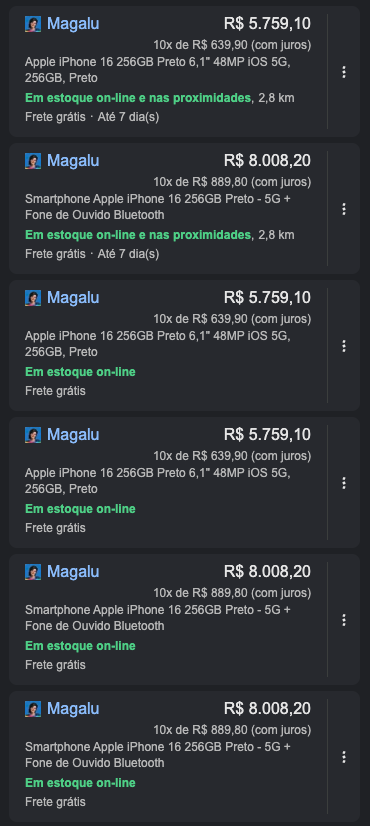 Magalu R$ 5.759,10
10x de R$ 639,90 (com juros)
Apple iPhone 16 256GB Preto 6,1" 48MP iOS 5G,
256GB, Preto
Em estoque on-line e nas proximidades, 2,8 km
Frete grátis · Até 7 dia(s)
Magalu R$ 8.008,20
10x de R$ 889,80 (com juros)
Smartphone Apple iPhone 16 256GB Preto - 5G +
Fone de Ouvido Bluetooth
Em estoque on-line e nas proximidades, 2,8 km
Frete grátis · Até 7 dia(s)
Magalu R$ 5.759,10
10x de R$ 639,90 (com juros)
Apple iPhone 16 256GB Preto 6,1" 48MP iOS 5G,
256GB, Preto
Em estoque on-line
Frete grátis
Magalu R$ 5.759,10
10x de R$ 639,90 (com juros)
Apple iPhone 16 256GB Preto 6,1" 48MP iOS 5G,
256GB, Preto
Em estoque on-line
Frete grátis
Magalu R$ 8.008,20
10x de R$ 889,80 (com juros)
Smartphone Apple iPhone 16 256GB Preto - 5G +
Fone de Ouvido Bluetooth
Em estoque on-line
Frete grátis
Magalu R$ 8.008,20
10x de R$ 889,80 (com juros)
Smartphone Apple iPhone 16 256GB Preto - 5G +
Fone de Ouvido Bluetooth
Em estoque on-line
Frete grátis